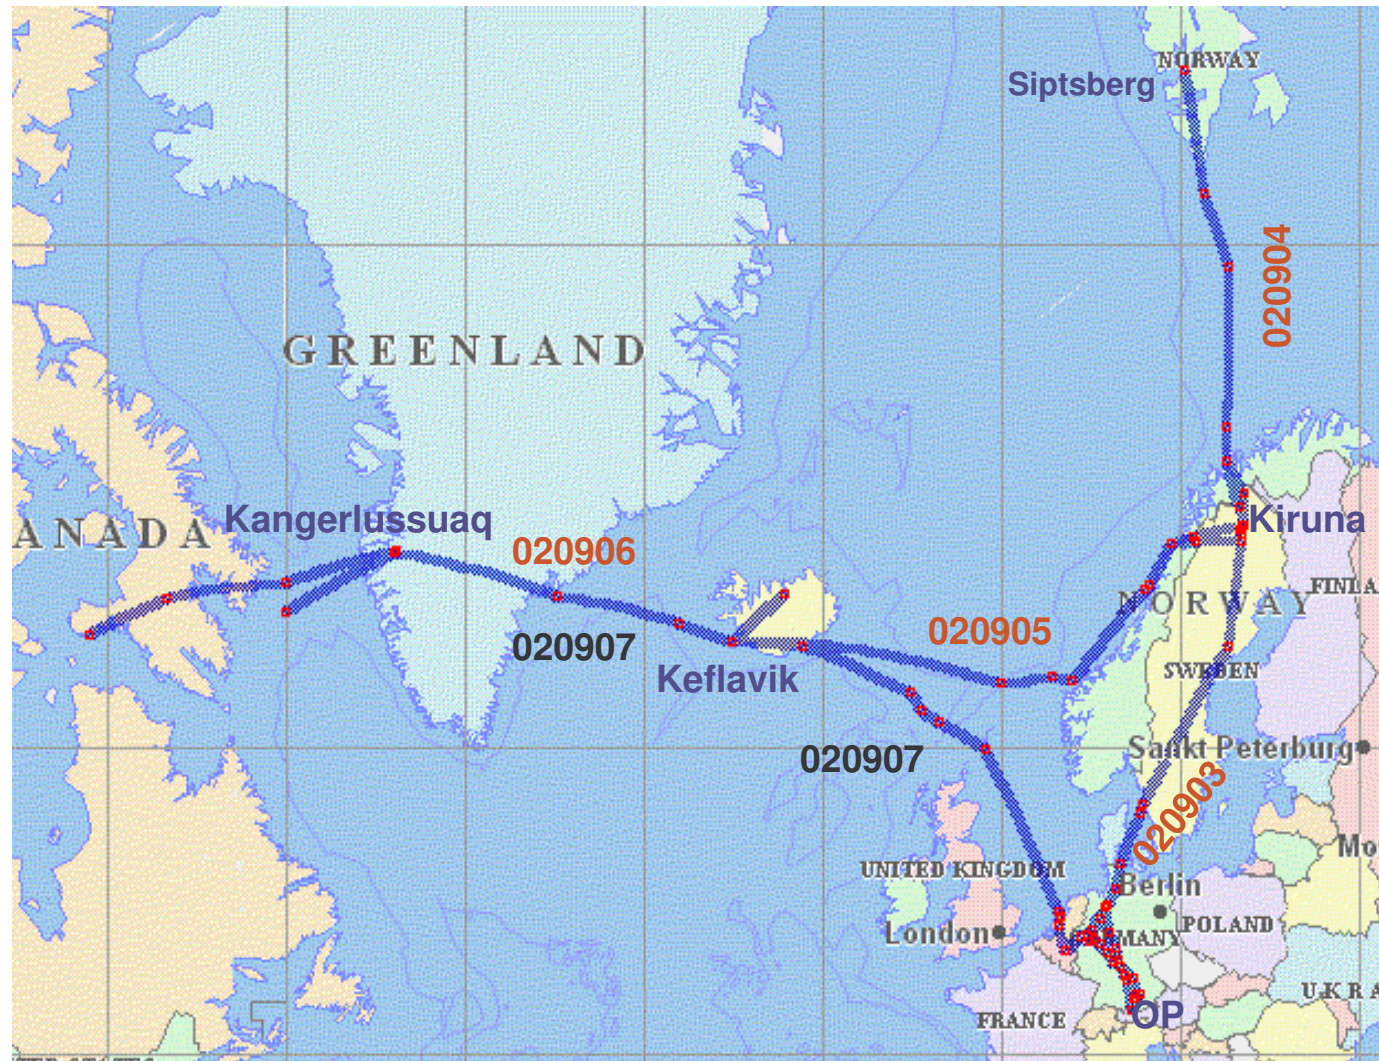 NORWAY
Siptsberg
020904
GREENLAND
Kangerlussuaq
ANADA
Kiruna
020906
FINLA
NORWAY
020905
020907
Keflavik
SWEDEN
Sankt Peterburg
020907
020903
Mo
UNITED KINGDOM
Berlin
POLAND
London
MANY
UKRA
OP
FRANCE